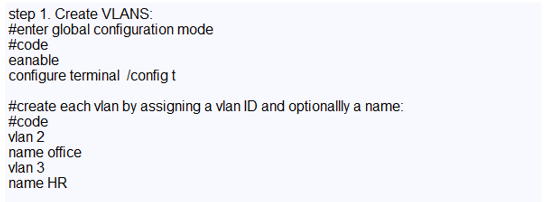 step 1. Create VLANS:
#enter global configuration mode
#code
eanable
configure terminal /config t
#create each vlan by assigning a vlan ID and optionallly a name:
#code
vlan 2
name office
vlan 3
name HR